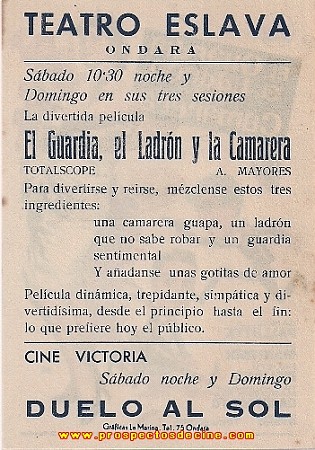 TEATRO ESLAVA
ONDARA
Sábado 10'30 noche y
Domingo en sus tres sesiones
La divertida película
El Guardia, el Ladrón y la Camarera
TOTALSCOPE A. MAYORES
Para divertirse y reirse, mézclense estos tres
ingredientes:
una camarera guapa, un ladrón
que no sabe robar y un guardia
sentimental
Y añadanse unas gotitas de amor
Película dinámica, trepidante, simpática y di-
vertidísima, desde el principio hasta el fin:
lo que prefiere hoy el público.
CINE VICTORIA
Sábado noche y Domingo
DUELO AL SOL
Gráficas La Marina, Tel. 75 Ondara
www.prospectosdecine.com